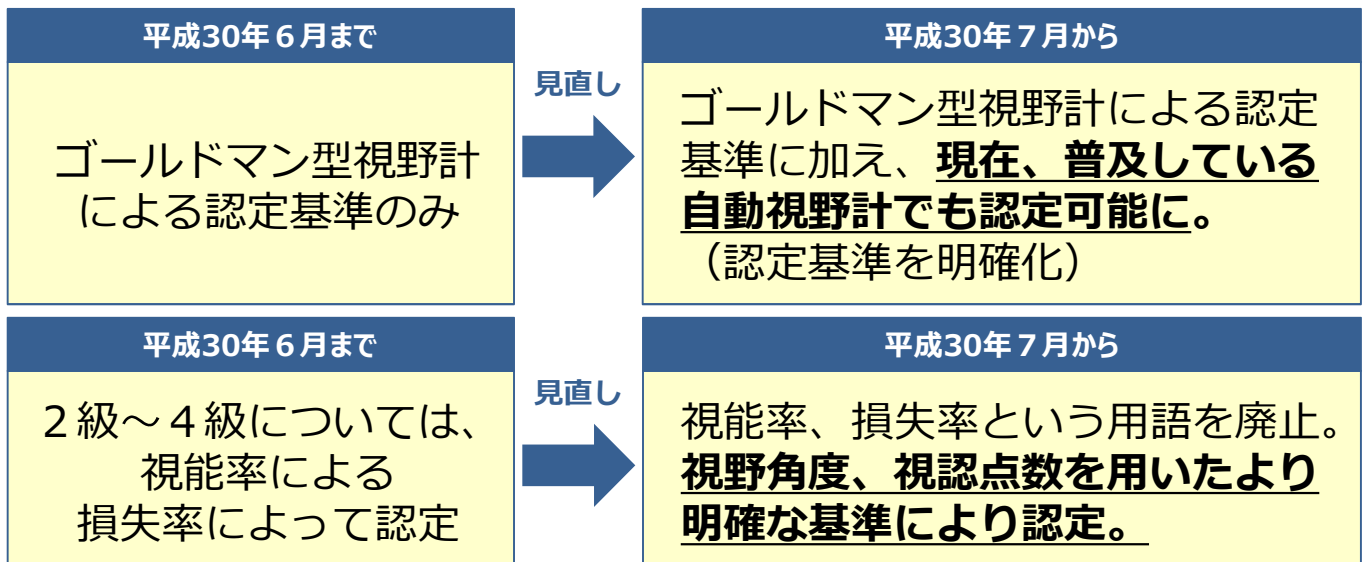 平成30年６月まで
見直し
平成30年７月から
ゴールドマン型視野計
による認定基準のみ
ゴールドマン型視野計による認定
基準に加え、現在、普及している
自動視野計でも認定可能に。
（認定基準を明確化）
平成30年６月まで
見直し
平成30年７月から
２級～４級については、
視能率による
損失率によって認定
視能率、損失率という用語を廃止。
視野角度、視認点数を用いたより
明確な基準により認定。